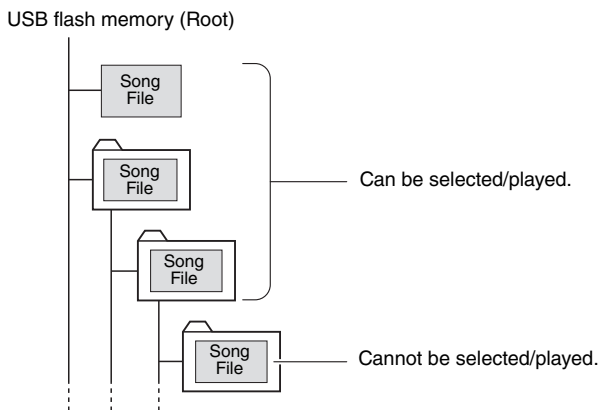 USB flash memory (Root)
Song
File
Song
File
Can be selected/played.
Song
File
Song
File
Cannot be selected/played.